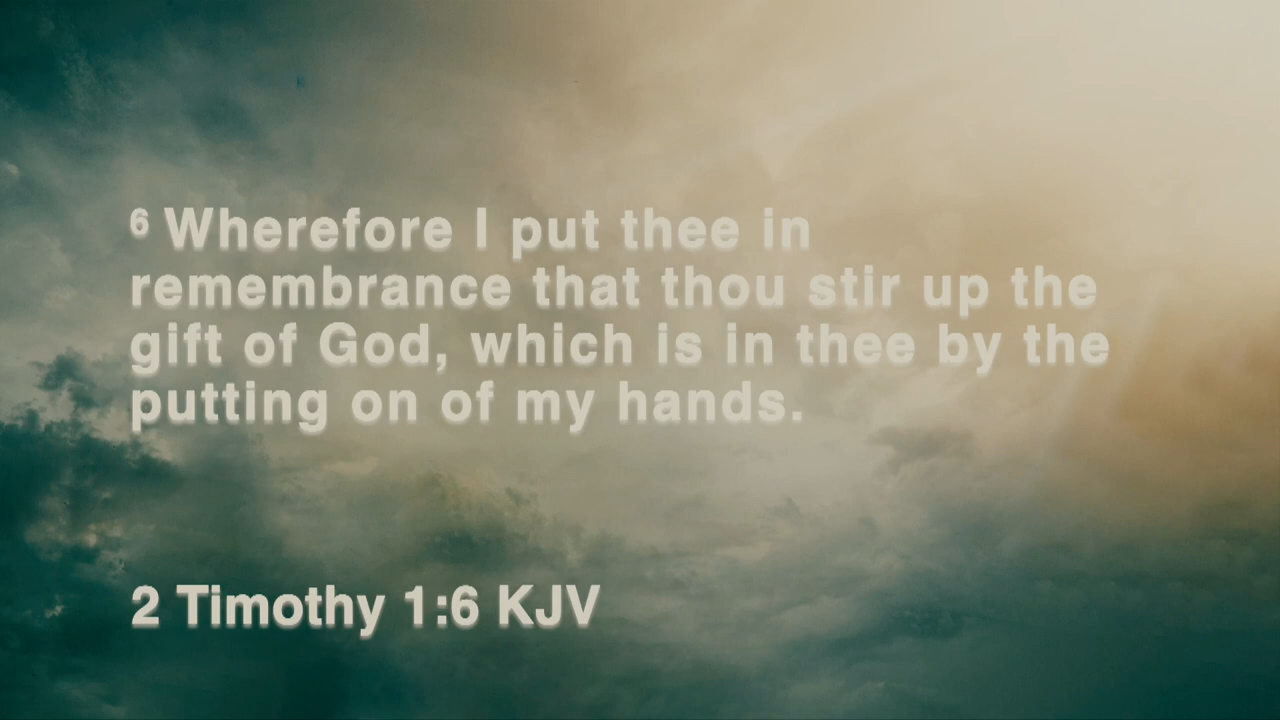 6 Wherefore I put thee in
remembrance that thou stir up the
gift of God, which is in thee by the
putting on of my hands.
2 Timothy 1:6 KJV